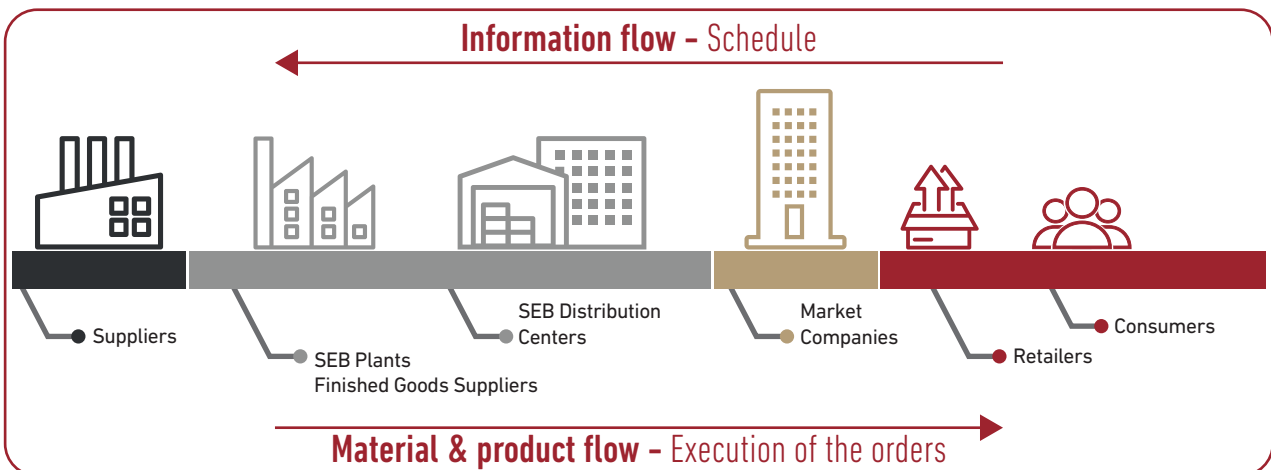 Information flow – Schedule
Suppliers
SEB Plants
Finished Goods Suppliers
SEB Distribution
Centers
Market
Companies
Retailers
Consumers
Material & product flow – Execution of the orders